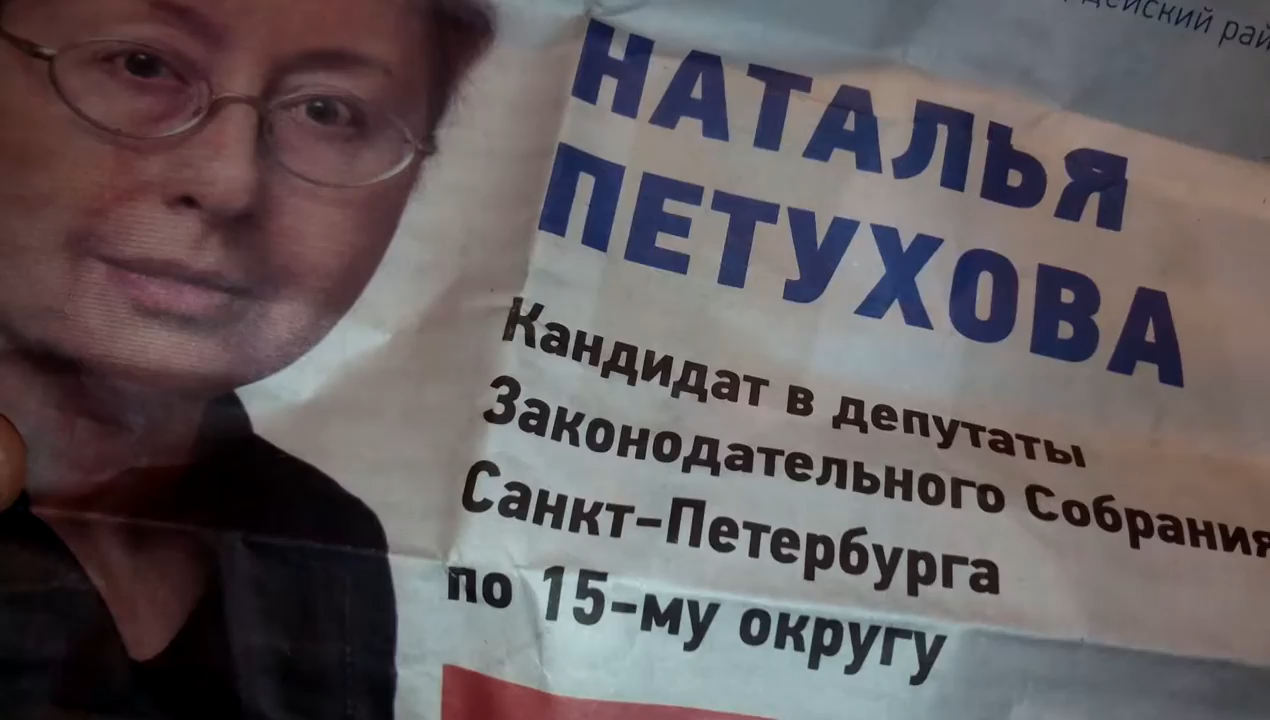 НАТАЛЬЯ
ПЕТУХОВА
Кандидат в депутаты
Законодательного Собрания
Санкт-Петербурга
по 15-му округу